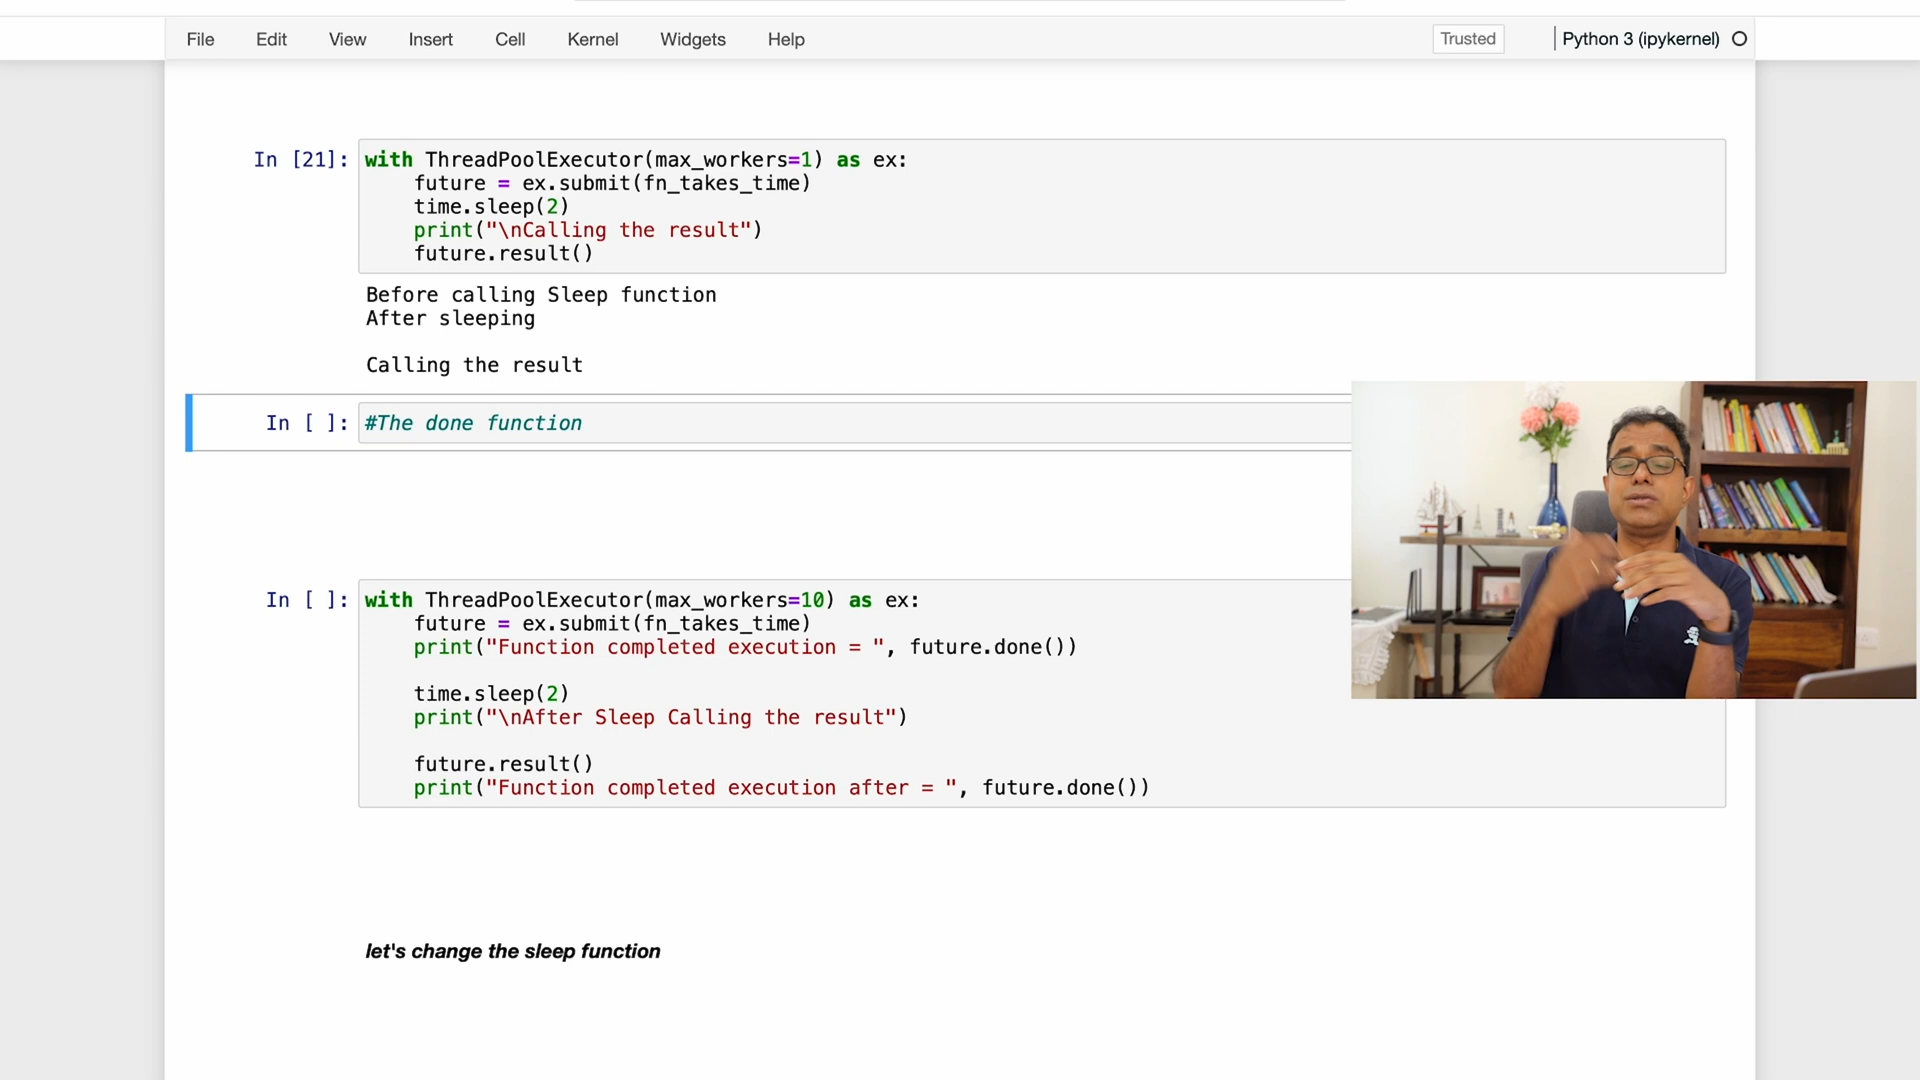 File Edit View Insert Cell Kernel Widgets Help Trusted Python 3 (ipykernel)
In [21]: with ThreadPoolExecutor(max_workers=1) as ex:
future = ex.submit(fn_takes_time)
time.sleep(2)
print("\nCalling the result")
future.result()
Before calling Sleep function
After sleeping
Calling the result
In [ ]: #The done function
In [ ]: with ThreadPoolExecutor(max_workers=10) as ex:
future = ex.submit(fn_takes_time)
print("Function completed execution = ", future.done())
time.sleep(2)
print("\nAfter Sleep Calling the result")
future.result()
print("Function completed execution after = ", future.done())
let's change the sleep function